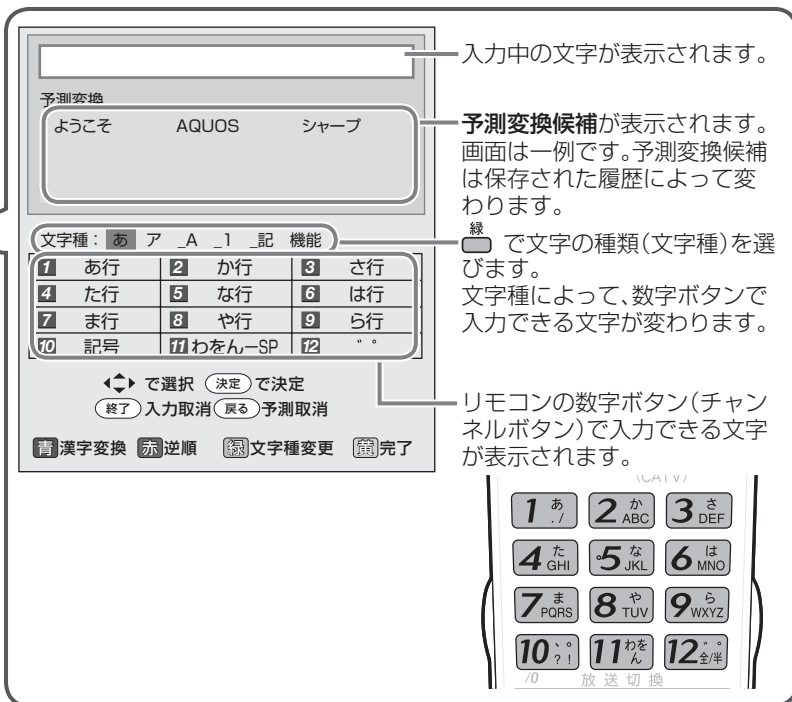 入力中の文字が表示されます。
予測変換
ようこそ AQUOS シャープ
予測変換候補が表示されます。
画面は一例です。予測変換候補
は保存された履歴によって変
わります。
文字種： あ ア _A _1 _記 機能
緑
で文字の種類(文字種)を選
びます。
文字種によって、数字ボタンで
入力できる文字が変わります。
1 あ行 2 か行 3 さ行
4 た行 5 な行 6 は行
7 ま行 8 や行 9 ら行
10 記号 11 わをんーSP 12 ゛゜
で選択 決定 で決定
終了 入力取消 戻る 予測取消
青 漢字変換 赤 逆順 緑 文字種変更 黄 完了
リモコンの数字ボタン(チャン
ネルボタン)で入力できる文字
が表示されます。
(CATV)
1 あ ./ 2 か ABC 3 さ DEF
4 た GHI 5 な JKL 6 は MNO
7 ま PQRS 8 や TUV 9 ら WXYZ
10 、。?! 11 わをん 12 ゛゜全/半
/0 放送切換